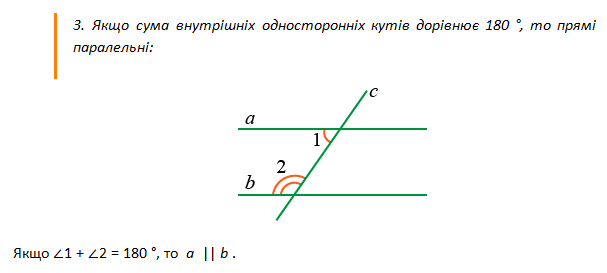 3. Якщо сума внутрішніх односторонніх кутів дорівнює 180 °, то прямі
паралельні:
c
a
1
2
b
Якщо ∠1 + ∠2 = 180 °, то a || b .